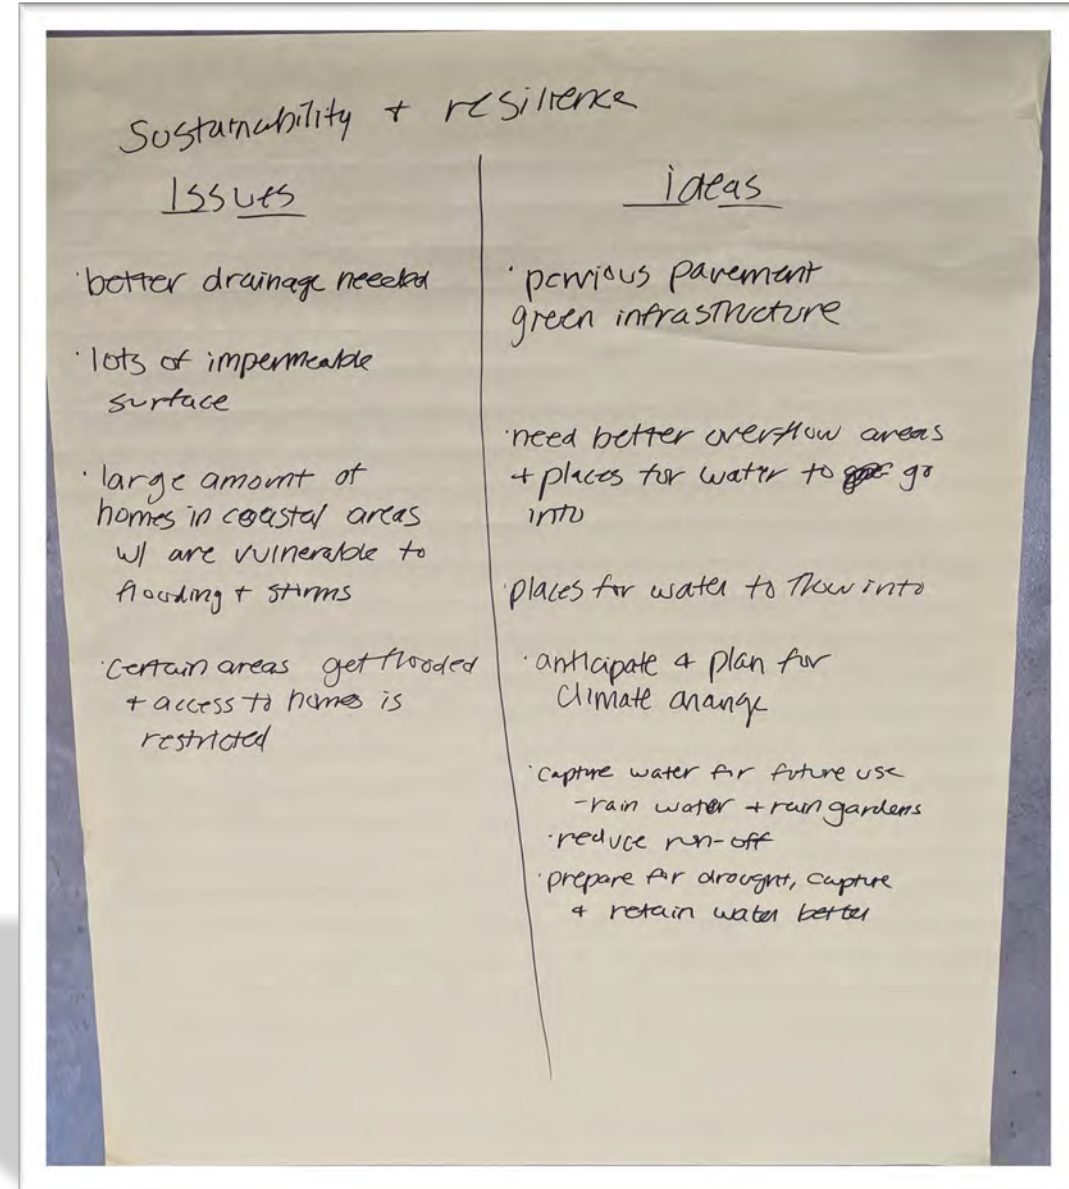 Sustainability + resilience
Issues
· better drainage needed
· lots of impermeable
surface
· large amount of
homes in coastal areas
w/ are vulnerable to
flooding + storms
· certain areas get flooded
+ access to homes is
restricted
ideas
· pervious pavement
green infrastructure
· need better overflow areas
+ places for water to go
into
· places for water to flow into
· anticipate + plan for
climate change
· capture water for future use
- rain water + rain gardens
· reduce run-off
· prepare for drought, capture
+ retain water better